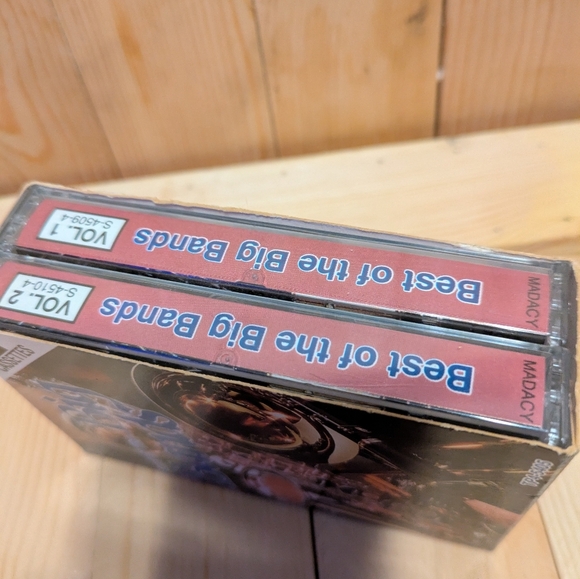 MADACY
Best of the Big Bands
VOL. 1
S-4509-4
MADACY
Best of the Big Bands
VOL. 2
S-4510-4
CASSETTES